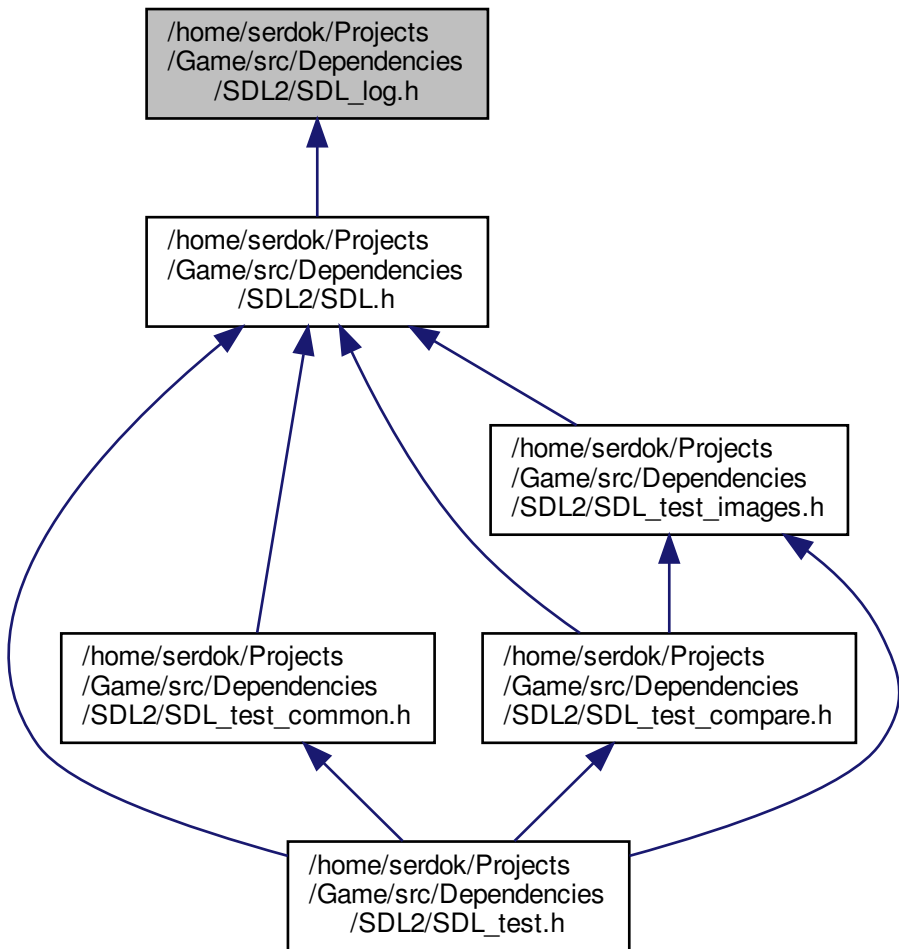 /home/serdok/Projects
/Game/src/Dependencies
/SDL2/SDL_log.h
/home/serdok/Projects
/Game/src/Dependencies
/SDL2/SDL.h
/home/serdok/Projects
/Game/src/Dependencies
/SDL2/SDL_test_images.h
/home/serdok/Projects
/Game/src/Dependencies
/SDL2/SDL_test_common.h
/home/serdok/Projects
/Game/src/Dependencies
/SDL2/SDL_test_compare.h
/home/serdok/Projects
/Game/src/Dependencies
/SDL2/SDL_test.h